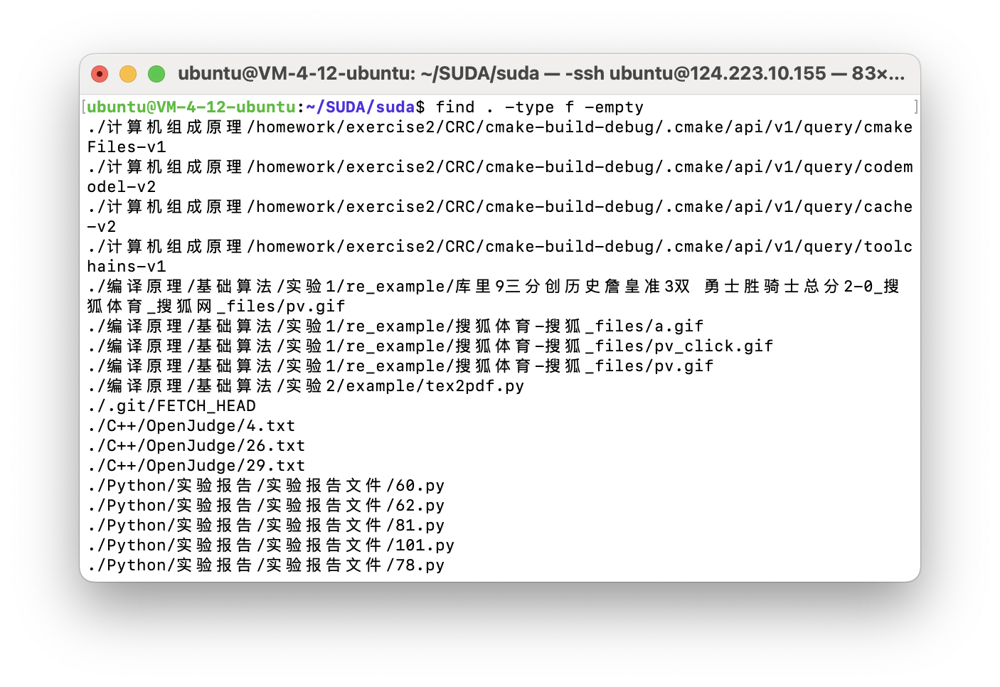 ubuntu@VM-4-12-ubuntu: ~/SUDA/suda — -ssh ubuntu@124.223.10.155 — 83×...
[ubuntu@VM-4-12-ubuntu:~/SUDA/suda$ find . -type f -empty ]
./计算机组成原理/homework/exercise2/CRC/cmake-build-debug/.cmake/api/v1/query/cmake
Files-v1
./计算机组成原理/homework/exercise2/CRC/cmake-build-debug/.cmake/api/v1/query/codem
odel-v2
./计算机组成原理/homework/exercise2/CRC/cmake-build-debug/.cmake/api/v1/query/cache
-v2
./计算机组成原理/homework/exercise2/CRC/cmake-build-debug/.cmake/api/v1/query/toolc
hains-v1
./编译原理/基础算法/实验1/re_example/库里9三分创历史詹皇准3双 勇士胜骑士总分2-0_搜
狐体育_搜狐网_files/pv.gif
./编译原理/基础算法/实验1/re_example/搜狐体育-搜狐_files/a.gif
./编译原理/基础算法/实验1/re_example/搜狐体育-搜狐_files/pv_click.gif
./编译原理/基础算法/实验1/re_example/搜狐体育-搜狐_files/pv.gif
./编译原理/基础算法/实验2/example/tex2pdf.py
./.git/FETCH_HEAD
./C++/OpenJudge/4.txt
./C++/OpenJudge/26.txt
./C++/OpenJudge/29.txt
./Python/实验报告/实验报告文件/60.py
./Python/实验报告/实验报告文件/62.py
./Python/实验报告/实验报告文件/81.py
./Python/实验报告/实验报告文件/101.py
./Python/实验报告/实验报告文件/78.py